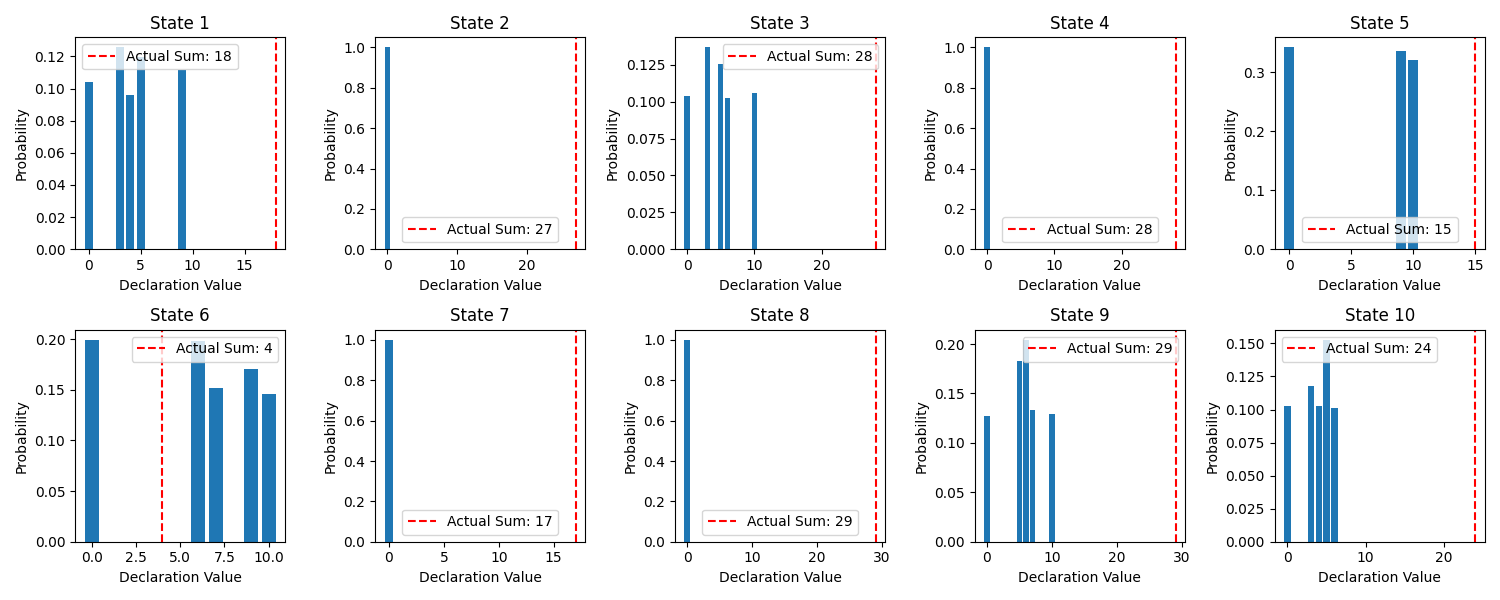 State 1
Actual Sum: 18
Probability
0.12
0.10
0.08
0.06
0.04
0.02
0.00
0 5 10 15
Declaration Value
State 2
Probability
1.0
0.8
0.6
0.4
0.2
0.0
Actual Sum: 27
0 10 20
Declaration Value
State 3
Actual Sum: 28
Probability
0.125
0.100
0.075
0.050
0.025
0.000
0 10 20
Declaration Value
State 4
Probability
1.0
0.8
0.6
0.4
0.2
0.0
Actual Sum: 28
0 10 20
Declaration Value
State 5
Probability
0.3
0.2
0.1
0.0
Actual Sum: 15
0 5 10 15
Declaration Value
State 6
Actual Sum: 4
Probability
0.20
0.15
0.10
0.05
0.00
0.0 2.5 5.0 7.5 10.0
Declaration Value
State 7
Probability
1.0
0.8
0.6
0.4
0.2
0.0
Actual Sum: 17
0 5 10 15
Declaration Value
State 8
Probability
1.0
0.8
0.6
0.4
0.2
0.0
Actual Sum: 29
0 10 20 30
Declaration Value
State 9
Actual Sum: 29
Probability
0.20
0.15
0.10
0.05
0.00
0 10 20 30
Declaration Value
State 10
Actual Sum: 24
Probability
0.150
0.125
0.100
0.075
0.050
0.025
0.000
0 10 20
Declaration Value